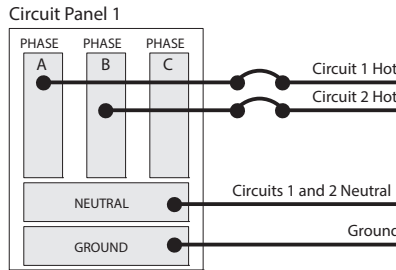 Circuit Panel 1
PHASE PHASE PHASE
A B C
Circuit 1 Hot
Circuit 2 Hot
NEUTRAL
Circuits 1 and 2 Neutral
GROUND
Ground